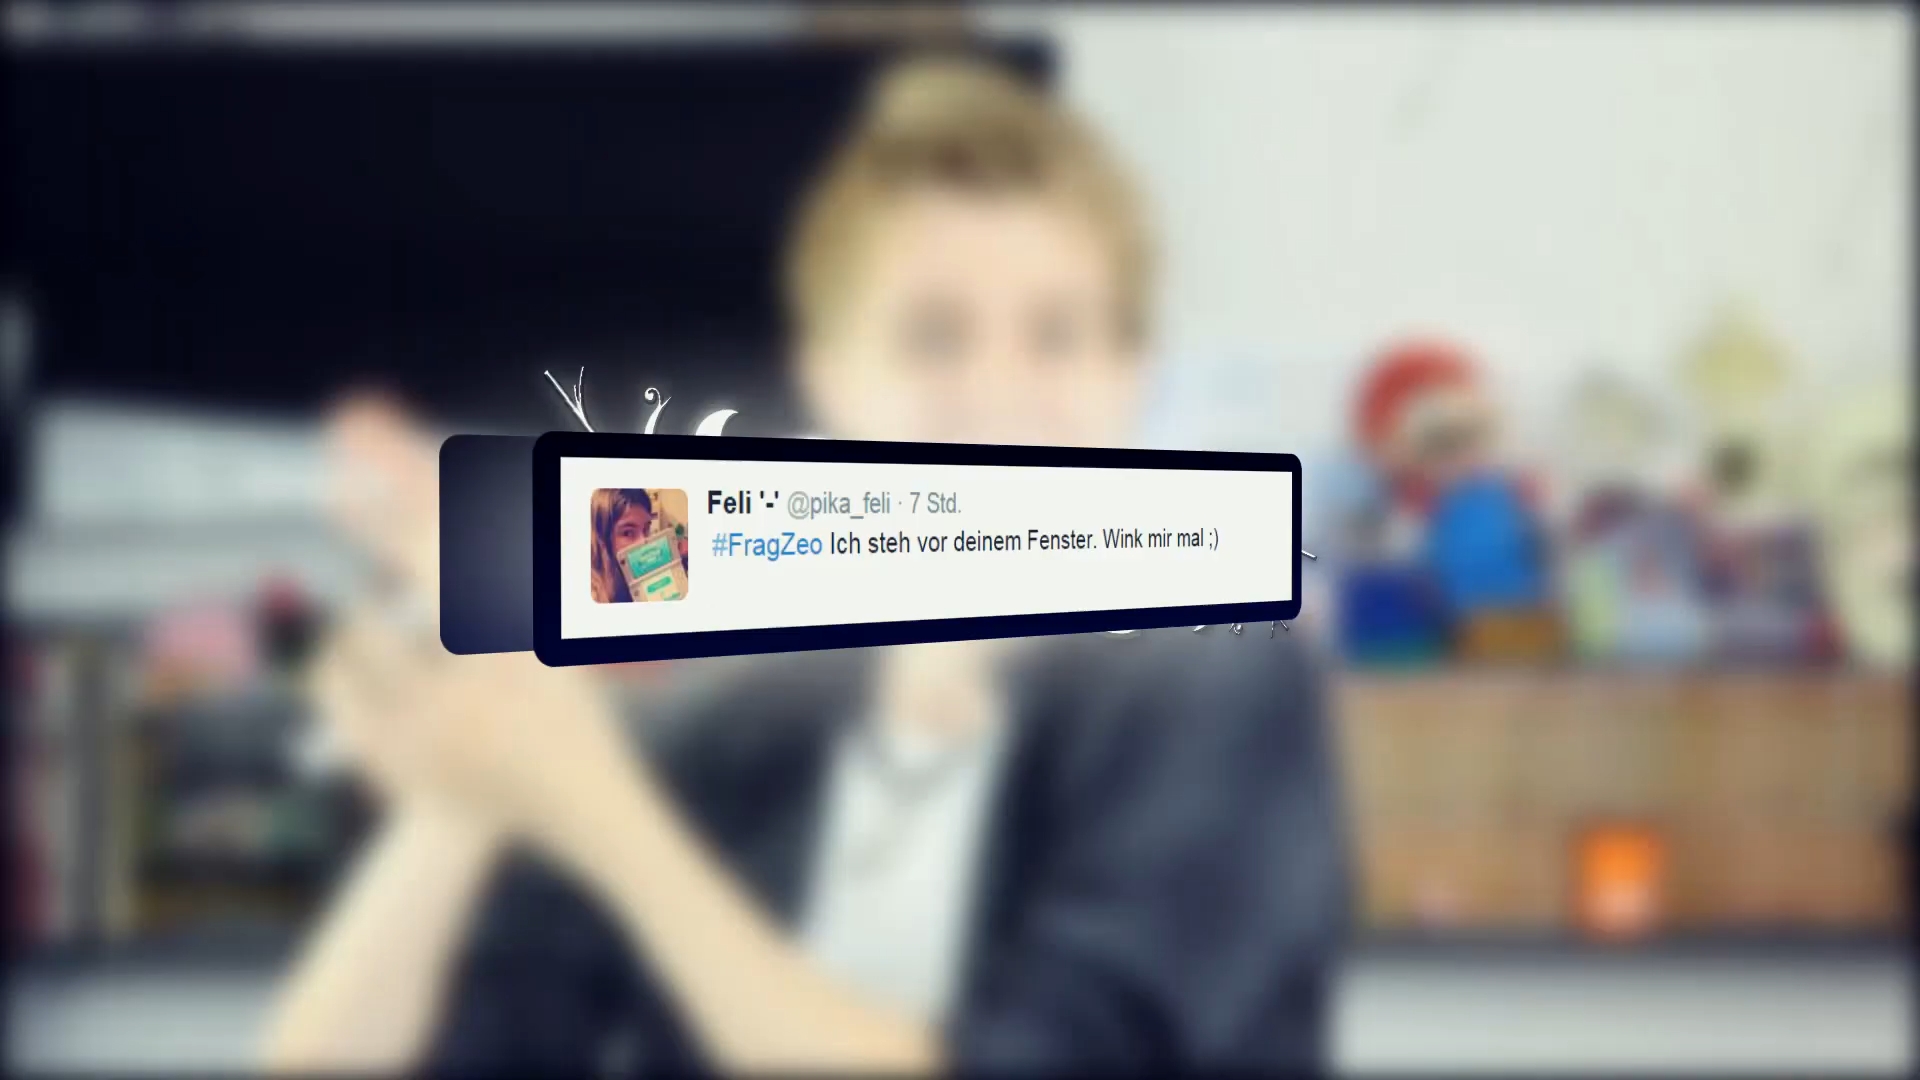 Feli '-' @pika_feli · 7 Std.
#FragZeo Ich steh vor deinem Fenster. Wink mir mal ;)